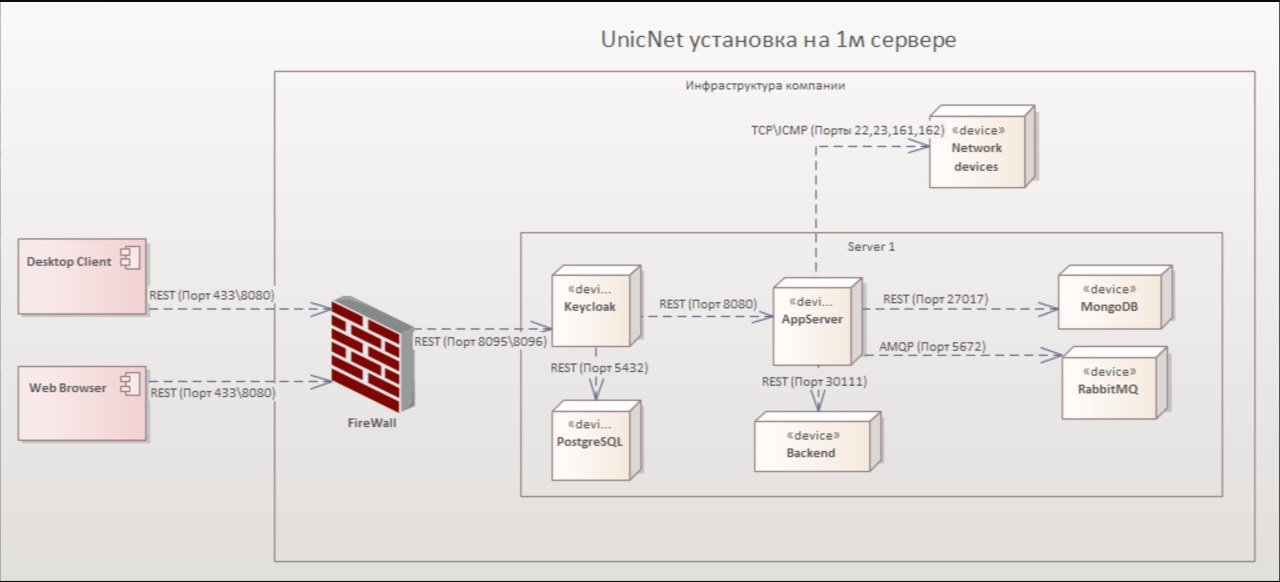 UnicNet установка на 1м сервере
Инфраструктура компании
TCP\ICMP (Порты 22,23,161,162)
«device»
Network
devices
Server 1
Desktop Client
REST (Порт 433\8080)
Web Browser
REST (Порт 433\8080)
FireWall
REST (Порт 8095\8096)
«devi...
Keycloak
REST (Порт 8080)
«devi...
AppServer
REST (Порт 27017)
«device»
MongoDB
AMQP (Порт 5672)
«device»
RabbitMQ
REST (Порт 5432)
«devi...
PostgreSQL
REST (Порт 30111)
«device»
Backend